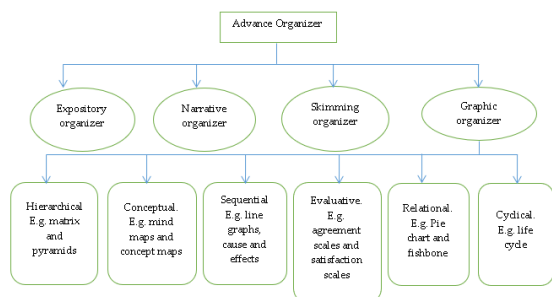 Advance Organizer
Expository
organizer
Narrative
organizer
Skimming
organizer
Graphic
organizer
Hierarchical
E.g. matrix
and
pyramids
Conceptual.
E.g. mind
maps and
concept maps
Sequential
E.g. line
graphs,
cause and
effects
Evaluative.
E.g.
agreement
scales and
satisfaction
scales
Relational.
E.g. Pie
chart and
fishbone
Cyclical.
E.g. life
cycle